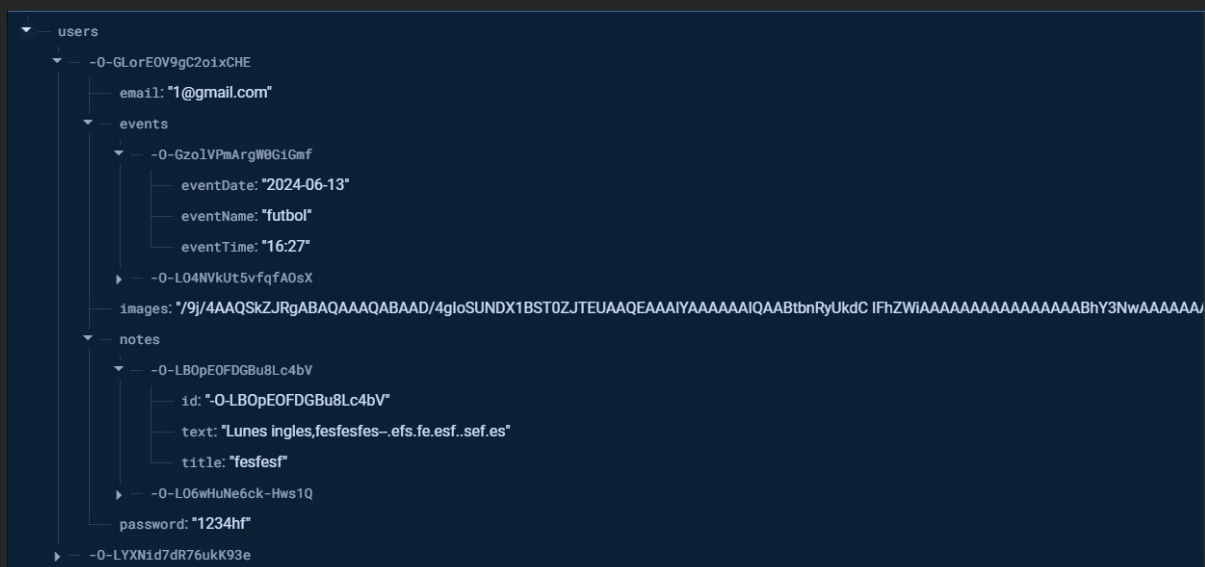 users
-O-GLorEOV9gC2oixCHE
email: "1@gmail.com"
events
-O-GzolVPmArgW0GiGmf
eventDate: "2024-06-13"
eventName: "futbol"
eventTime: "16:27"
-O-LO4NVkUt5vfqfAOsX
images: "/9j/4AAQSkZJRgABAQAAAQABAAD/4gIoSUNDX1BST0ZJTEUAAQEAAAIYAAAAAAIQAABtbnRyUkdC IFhZWiAAAAAAAAAAAAAAAABhY3NwAAAAAA
notes
-O-LBOpEOFDGBu8Lc4bV
id: "-O-LBOpEOFDGBu8Lc4bV"
text: "Lunes ingles,fesfesfes--.efs.fe.esf..sef.es"
title: "fesfesf"
-O-LO6wHuNe6ck-Hws1Q
password: "1234hf"
-O-LYXNid7dR76ukK93e